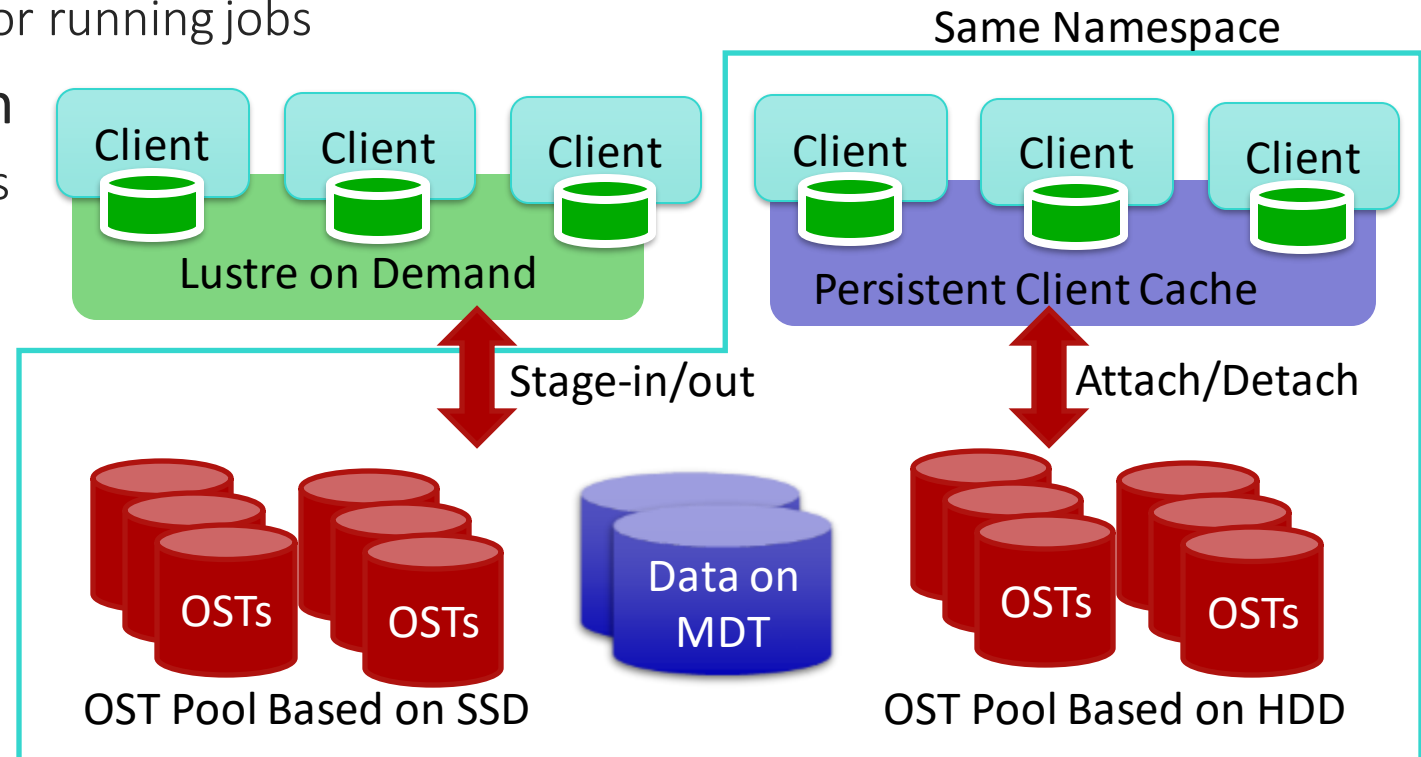 or running jobs
Same Namespace
n
s
Client
Client
Client
Client
Client
Client
Lustre on Demand
Persistent Client Cache
Stage-in/out
Attach/Detach
OSTs
OSTs
Data on
MDT
OSTs
OSTs
OST Pool Based on SSD
OST Pool Based on HDD